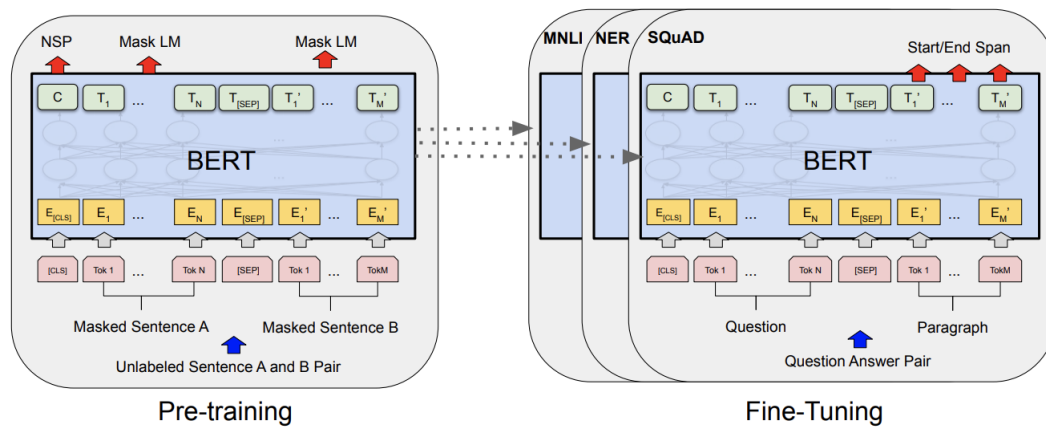 NSP Mask LM Mask LM
C T1 ... TN T[SEP] T1' ... TM'
BERT
E[CLS] E1 ... EN E[SEP] E1' ... EM'
[CLS] Tok 1 ... Tok N [SEP] Tok 1 ... TokM
Masked Sentence A Masked Sentence B
Unlabeled Sentence A and B Pair
Pre-training
MNLI NER SQuAD
Start/End Span
C T1 ... TN T[SEP] T1' ... TM'
BERT
E[CLS] E1 ... EN E[SEP] E1' ... EM'
[CLS] Tok 1 ... Tok N [SEP] Tok 1 ... TokM
Question Paragraph
Question Answer Pair
Fine-Tuning